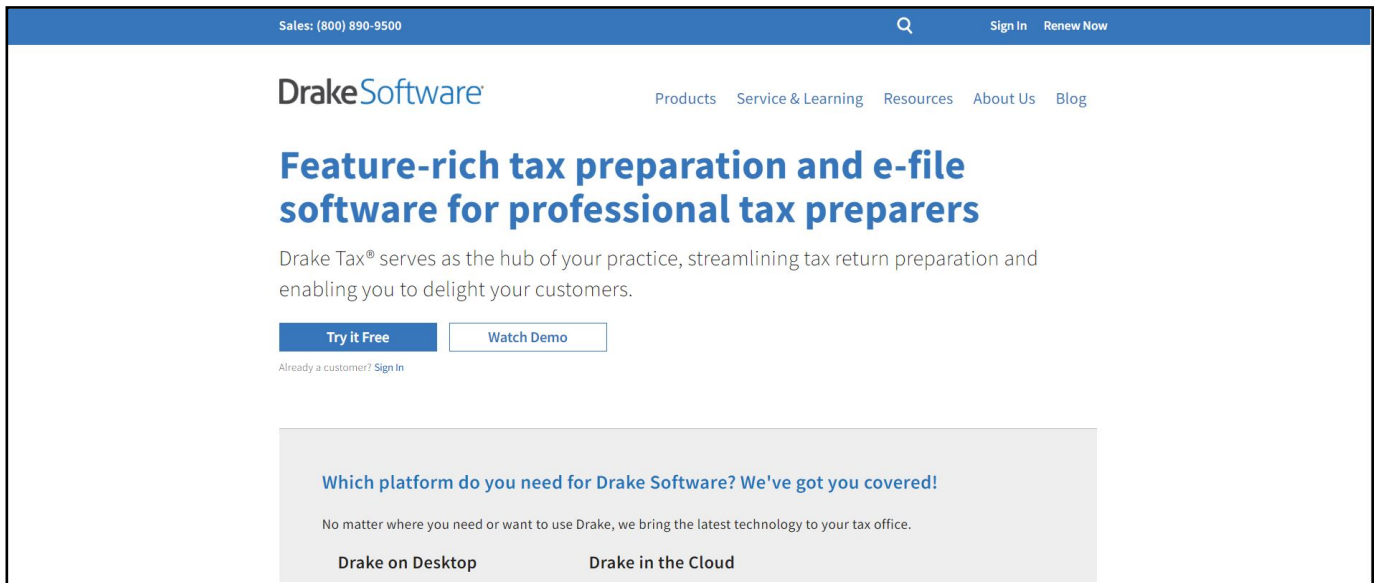 Sales: (800) 890-9500 Sign In Renew Now
DrakeSoftware® Products Service & Learning Resources About Us Blog
Feature-rich tax preparation and e-file
software for professional tax preparers
Drake Tax® serves as the hub of your practice, streamlining tax return preparation and
enabling you to delight your customers.
Try it Free Watch Demo
Already a customer? Sign In
Which platform do you need for Drake Software? We've got you covered!
No matter where you need or want to use Drake, we bring the latest technology to your tax office.
Drake on Desktop Drake in the Cloud